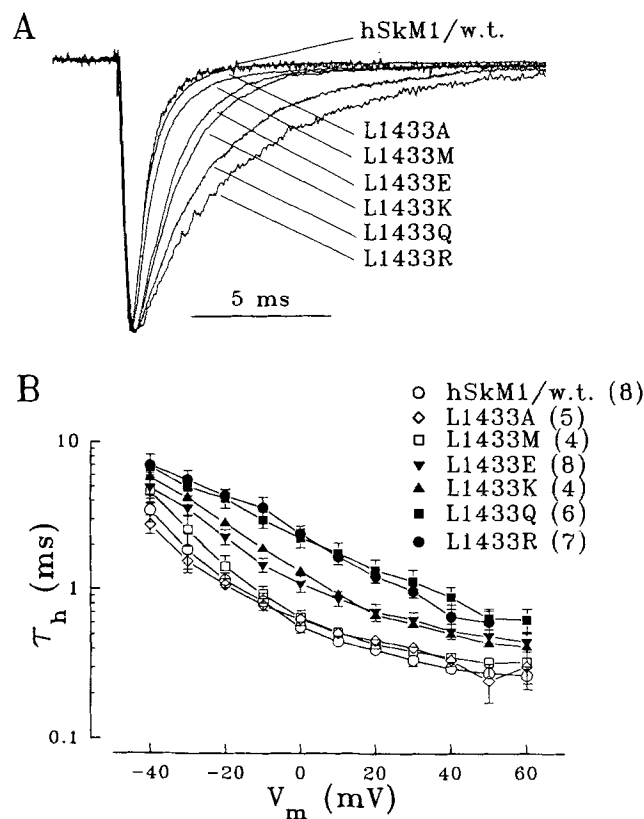 A
hSkM1/w.t.
L1433A
L1433M
L1433E
L1433K
L1433Q
L1433R
5 ms
B
hSkM1/w.t. (8)
L1433A (5)
L1433M (4)
L1433E (8)
L1433K (4)
L1433Q (6)
L1433R (7)
10
1
0.1
τh (ms)
-40 -20 0 20 40 60
Vm (mV)